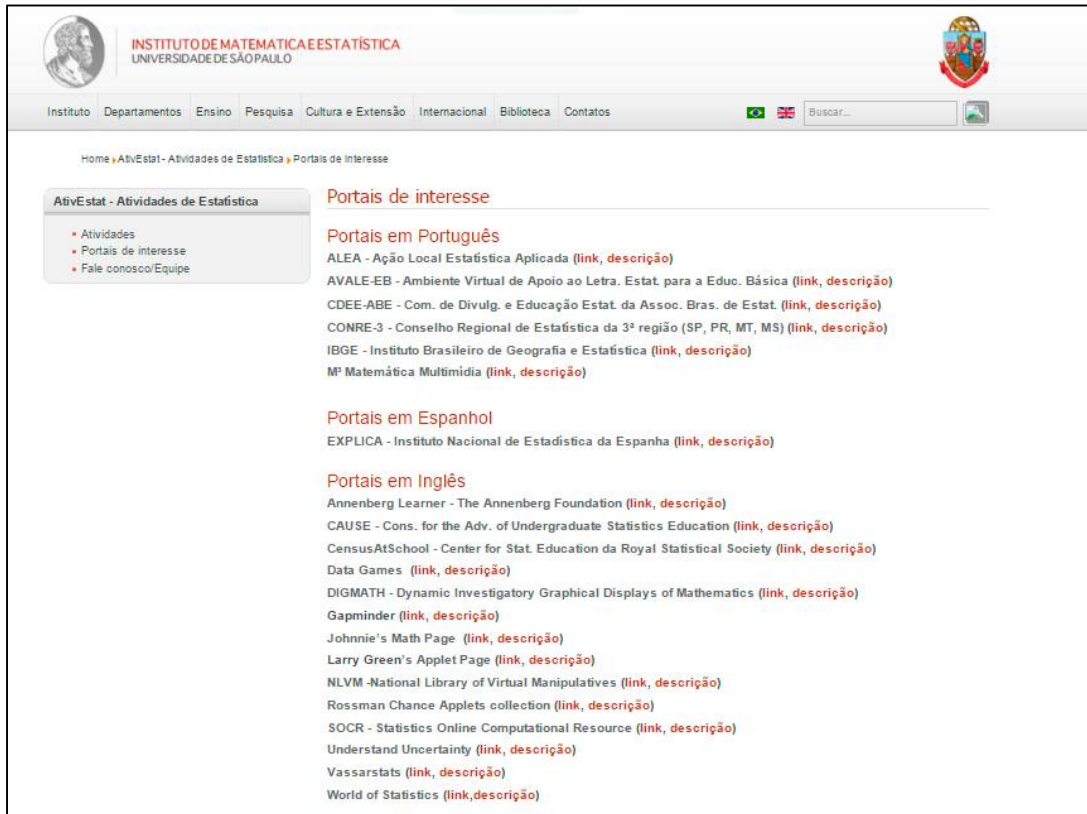 INSTITUTO DE MATEMATICA E ESTATÍSTICA
UNIVERSIDADE DE SÃO PAULO
Instituto Departamentos Ensino Pesquisa Cultura e Extensão Internacional Biblioteca Contatos Buscar...
Home AtivEstat - Atividades de Estatistica Portais de Interesse
AtivEstat - Atividades de Estatística
Atividades
Portais de interesse
Fale conosco/Equipe
Portais de interesse
Portais em Português
ALEA - Ação Local Estatística Aplicada (link, descrição)
AVALE-EB - Ambiente Virtual de Apoio ao Letra. Estat. para a Educ. Básica (link, descrição)
CDEE-ABE - Com. de Divulg. e Educação Estat. da Assoc. Bras. de Estat. (link, descrição)
CONRE-3 - Conselho Regional de Estatística da 3ª região (SP, PR, MT, MS) (link, descrição)
IBGE - Instituto Brasileiro de Geografia e Estatística (link, descrição)
M³ Matemática Multimídia (link, descrição)
Portais em Espanhol
EXPLICA - Instituto Nacional de Estadística da Espanha (link, descrição)
Portais em Inglês
Annenberg Learner - The Annenberg Foundation (link, descrição)
CAUSE - Cons. for the Adv. of Undergraduate Statistics Education (link, descrição)
CensusAtSchool - Center for Stat. Education da Royal Statistical Society (link, descrição)
Data Games (link, descrição)
DIGMATH - Dynamic Investigatory Graphical Displays of Mathematics (link, descrição)
Gapminder (link, descrição)
Johnnie's Math Page (link, descrição)
Larry Green's Applet Page (link, descrição)
NLVM -National Library of Virtual Manipulatives (link, descrição)
Rossman Chance Applets collection (link, descrição)
SOCR - Statistics Online Computational Resource (link, descrição)
Understand Uncertainty (link, descrição)
Vassarstats (link, descrição)
World of Statistics (link,descrição)